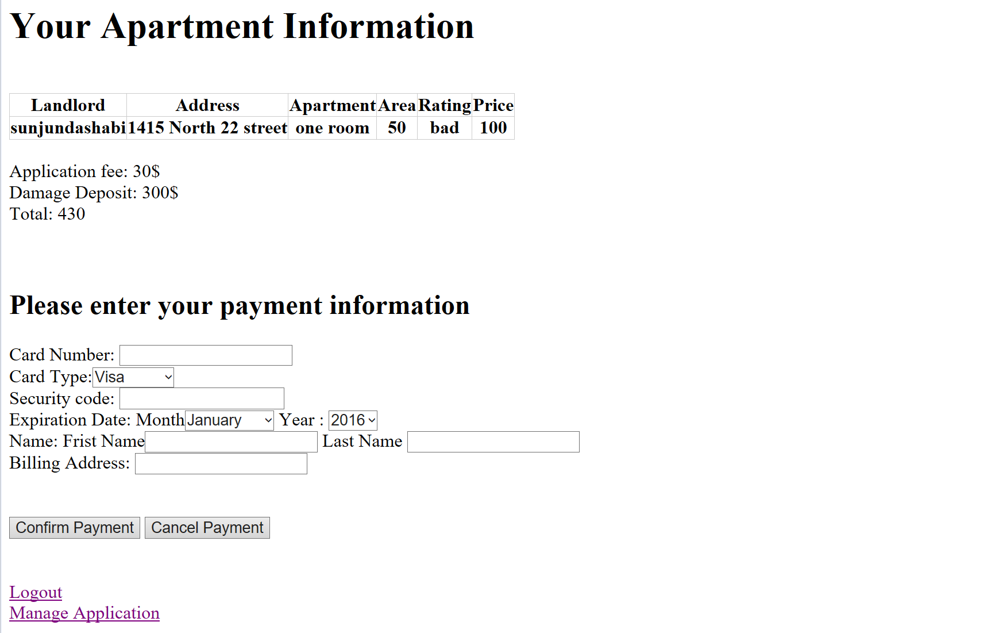 Your Apartment Information
Landlord Address Apartment Area Rating Price
sunjundashabi 1415 North 22 street one room 50 bad 100
Application fee: 30$
Damage Deposit: 300$
Total: 430
Please enter your payment information
Card Number:
Card Type: Visa
Security code:
Expiration Date: Month January Year : 2016
Name: Frist Name Last Name
Billing Address:
Confirm Payment Cancel Payment
Logout
Manage Application